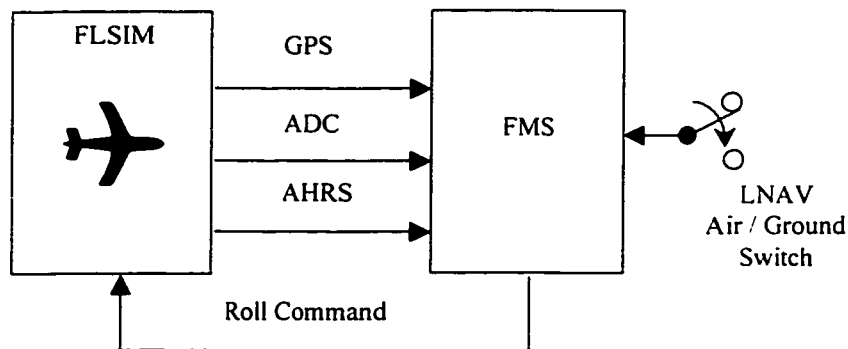 FLSIM
GPS
ADC
AHRS
FMS
LNAV
Air / Ground
Switch
Roll Command